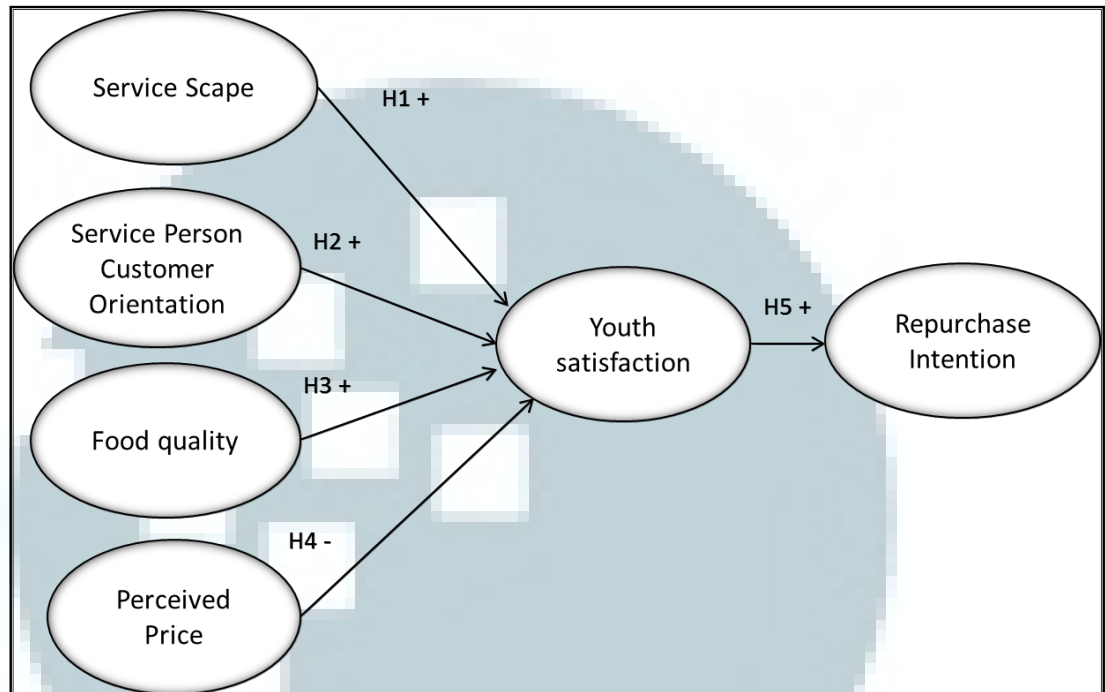 Service Scape
H1 +
Service Person
Customer
Orientation
H2 +
Food quality
H3 +
Perceived
Price
H4 -
Youth
satisfaction
H5 +
Repurchase
Intention